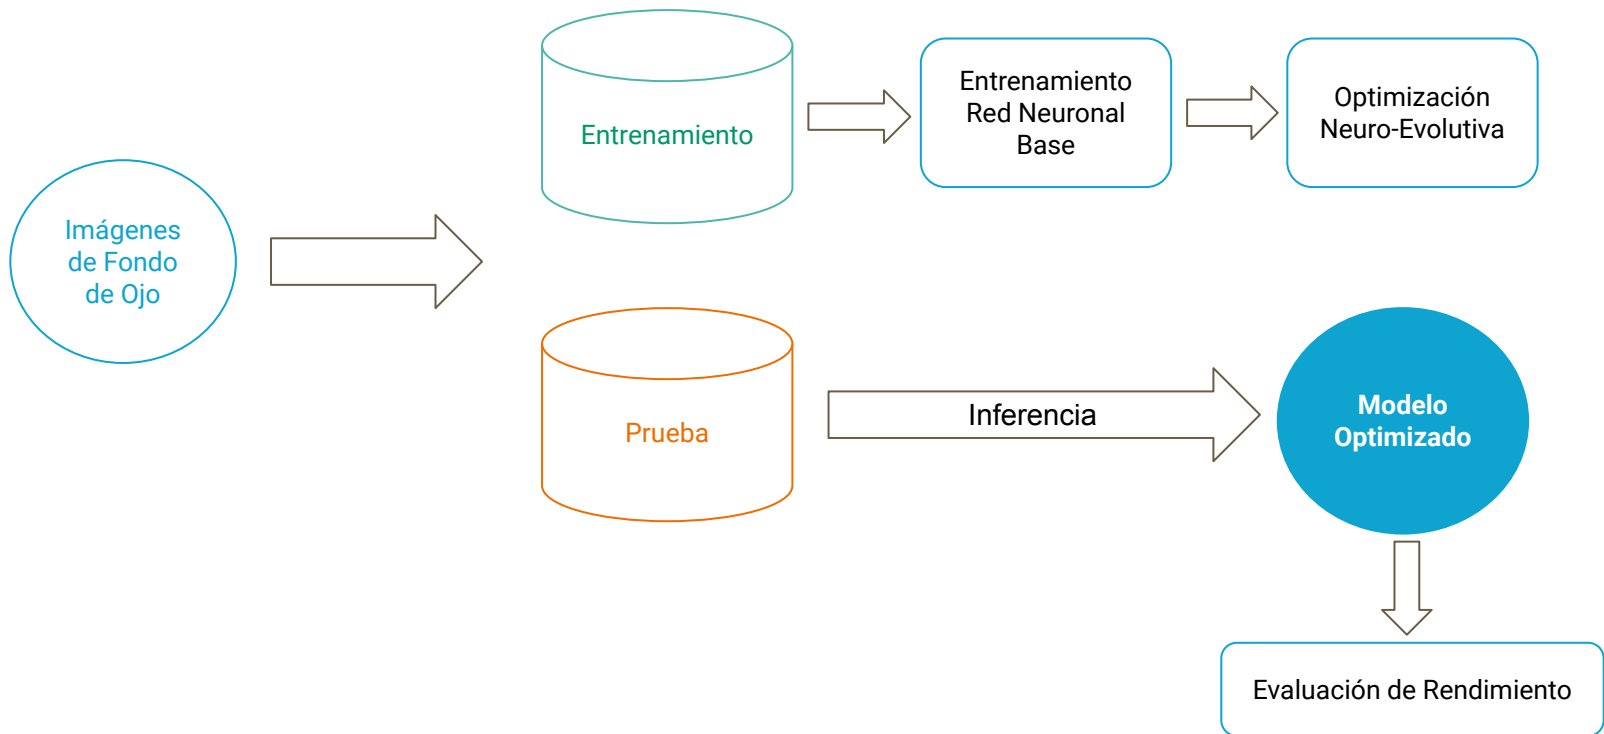 Imágenes
de Fondo
de Ojo
Entrenamiento
Entrenamiento
Red Neuronal
Base
Optimización
Neuro-Evolutiva
Prueba
Inferencia
Modelo
Optimizado
Evaluación de Rendimiento